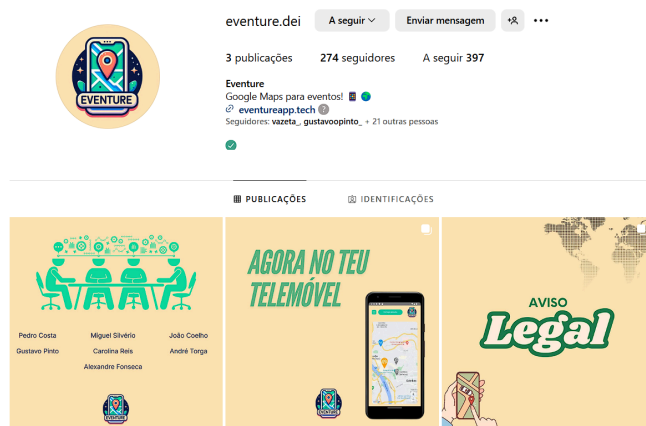 eventure.dei
A seguir
Enviar mensagem
3 publicações
274 seguidores
A seguir 397
Eventure
Google Maps para eventos!
eventureapp.tech
Seguidores: vazeta_, gustavoopinto_ + 21 outras pessoas
EVENTURE
PUBLICAÇÕES
IDENTIFICAÇÕES
Pedro Costa
Miguel Silvério
João Coelho
Gustavo Pinto
Carolina Reis
André Torga
Alexandre Fonseca
EVENTURE
AGORA NO TEU
TELEMÓVEL
EVENTURE
AVISO
Legal